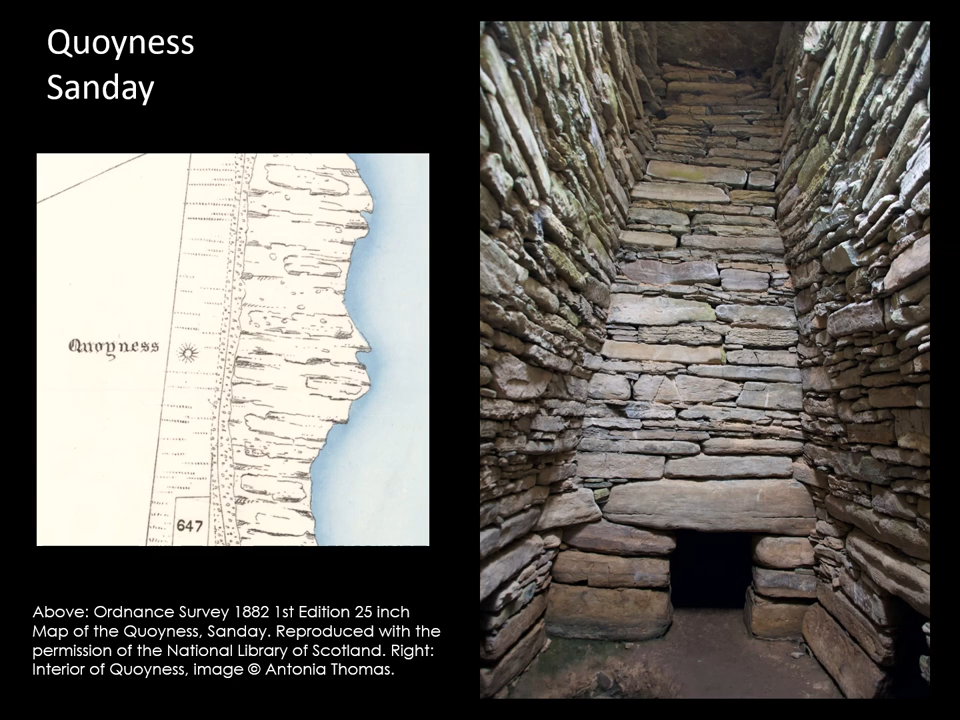 Quoyness
Sanday
Quoyness
647
Above: Ordnance Survey 1882 1st Edition 25 inch
Map of the Quoyness, Sanday. Reproduced with the
permission of the National Library of Scotland. Right:
Interior of Quoyness, image © Antonia Thomas.